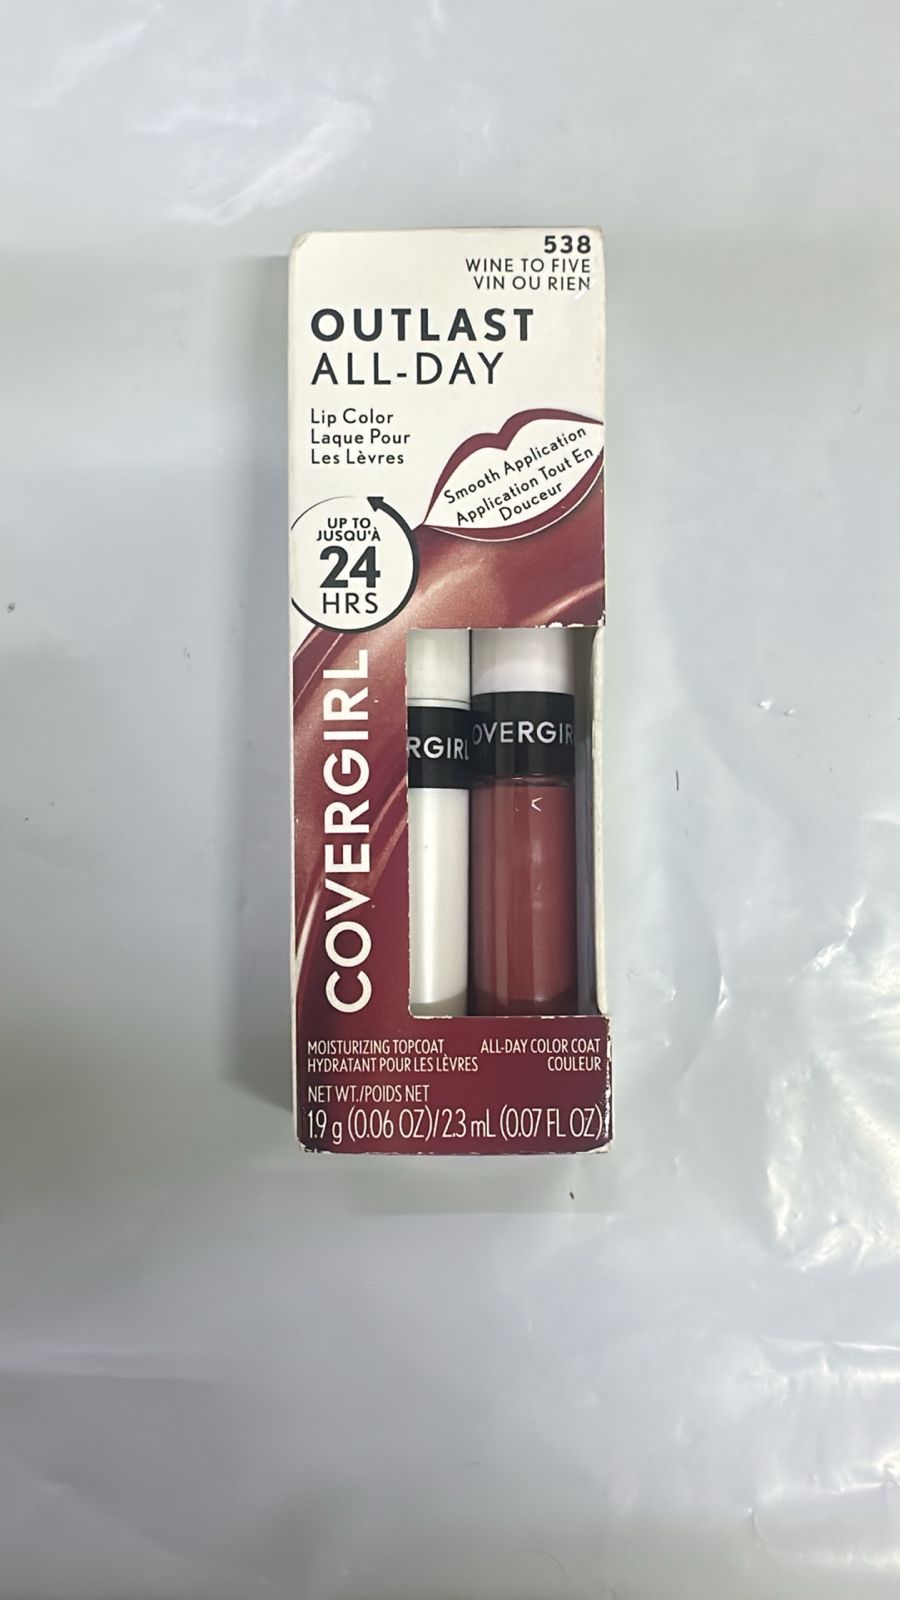 538
WINE TO FIVE
VIN OU RIEN
OUTLAST
ALL-DAY
Lip Color
Laque Pour
Les Lèvres
Smooth Application
Application Tout En
Douceur
UP TO
JUSQU'À
24
HRS
COVERGIRL
RGIRL
OVERGIR
MOISTURIZING TOPCOAT
HYDRATANT POUR LES LÈVRES
ALL-DAY COLOR COAT
COULEUR
NET WT./POIDS NET
1.9 g (0.06 OZ)/2.3 mL (0.07 FL OZ)